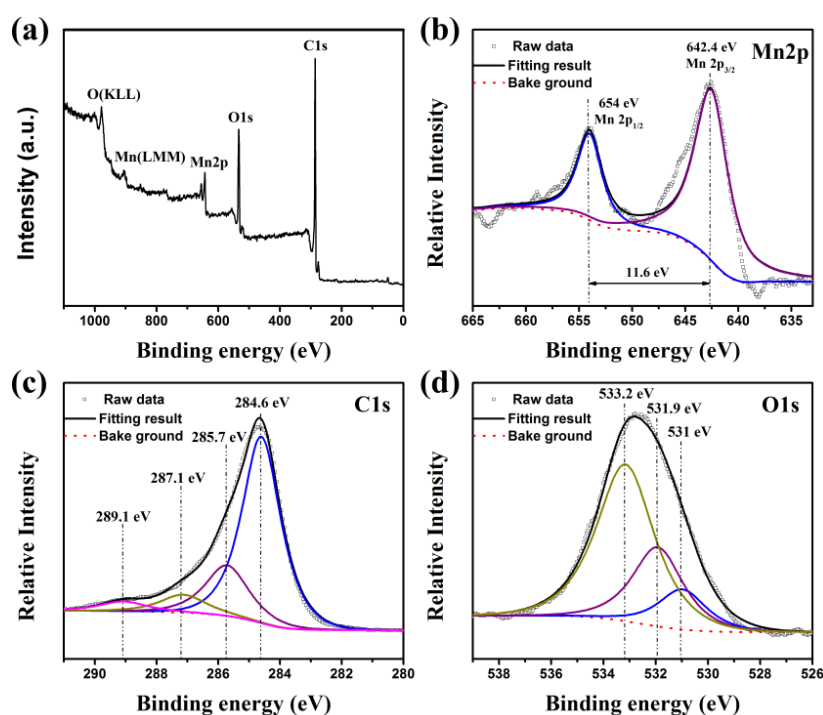 (a)
C1s
O(KLL)
O1s
Mn(LMM)
Mn2p
Intensity (a.u.)
1000 800 600 400 200 0
Binding energy (eV)
(b)
Raw data
Fitting result
Bake ground
642.4 eV
Mn 2p3/2
Mn2p
654 eV
Mn 2p1/2
11.6 eV
Relative Intensity
665 660 655 650 645 640 635
Binding energy (eV)
(c)
Raw data
Fitting result
Bake ground
C1s
284.6 eV
285.7 eV
287.1 eV
289.1 eV
Relative Intensity
290 288 286 284 282 280
Binding energy (eV)
(d)
Raw data
Fitting result
Bake ground
O1s
533.2 eV
531.9 eV
531 eV
Relative Intensity
538 536 534 532 530 528 526
Binding energy (eV)